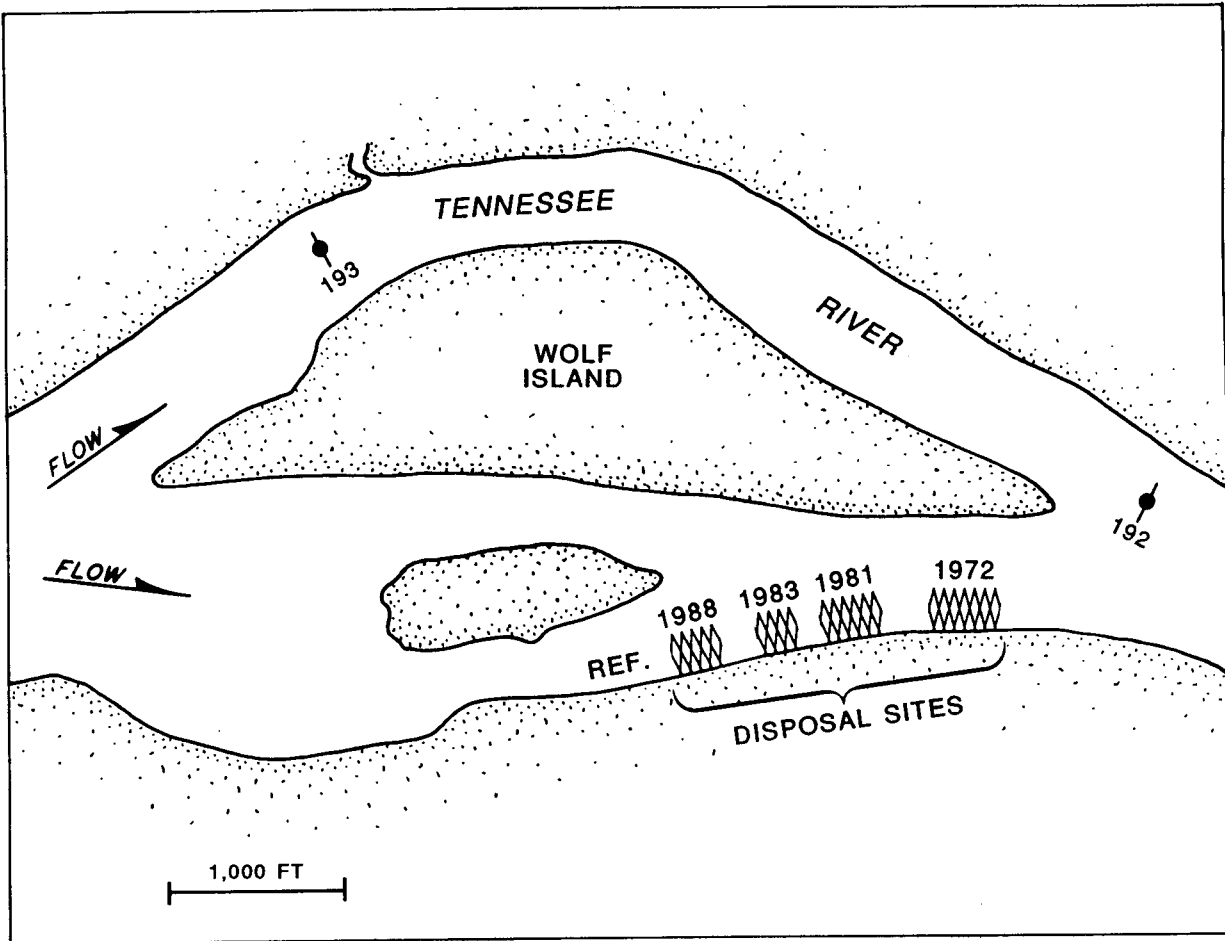 TENNESSEE
193
RIVER
WOLF
ISLAND
FLOW
192
FLOW
1988
1983
1981
1972
REF.
DISPOSAL SITES
1,000 FT